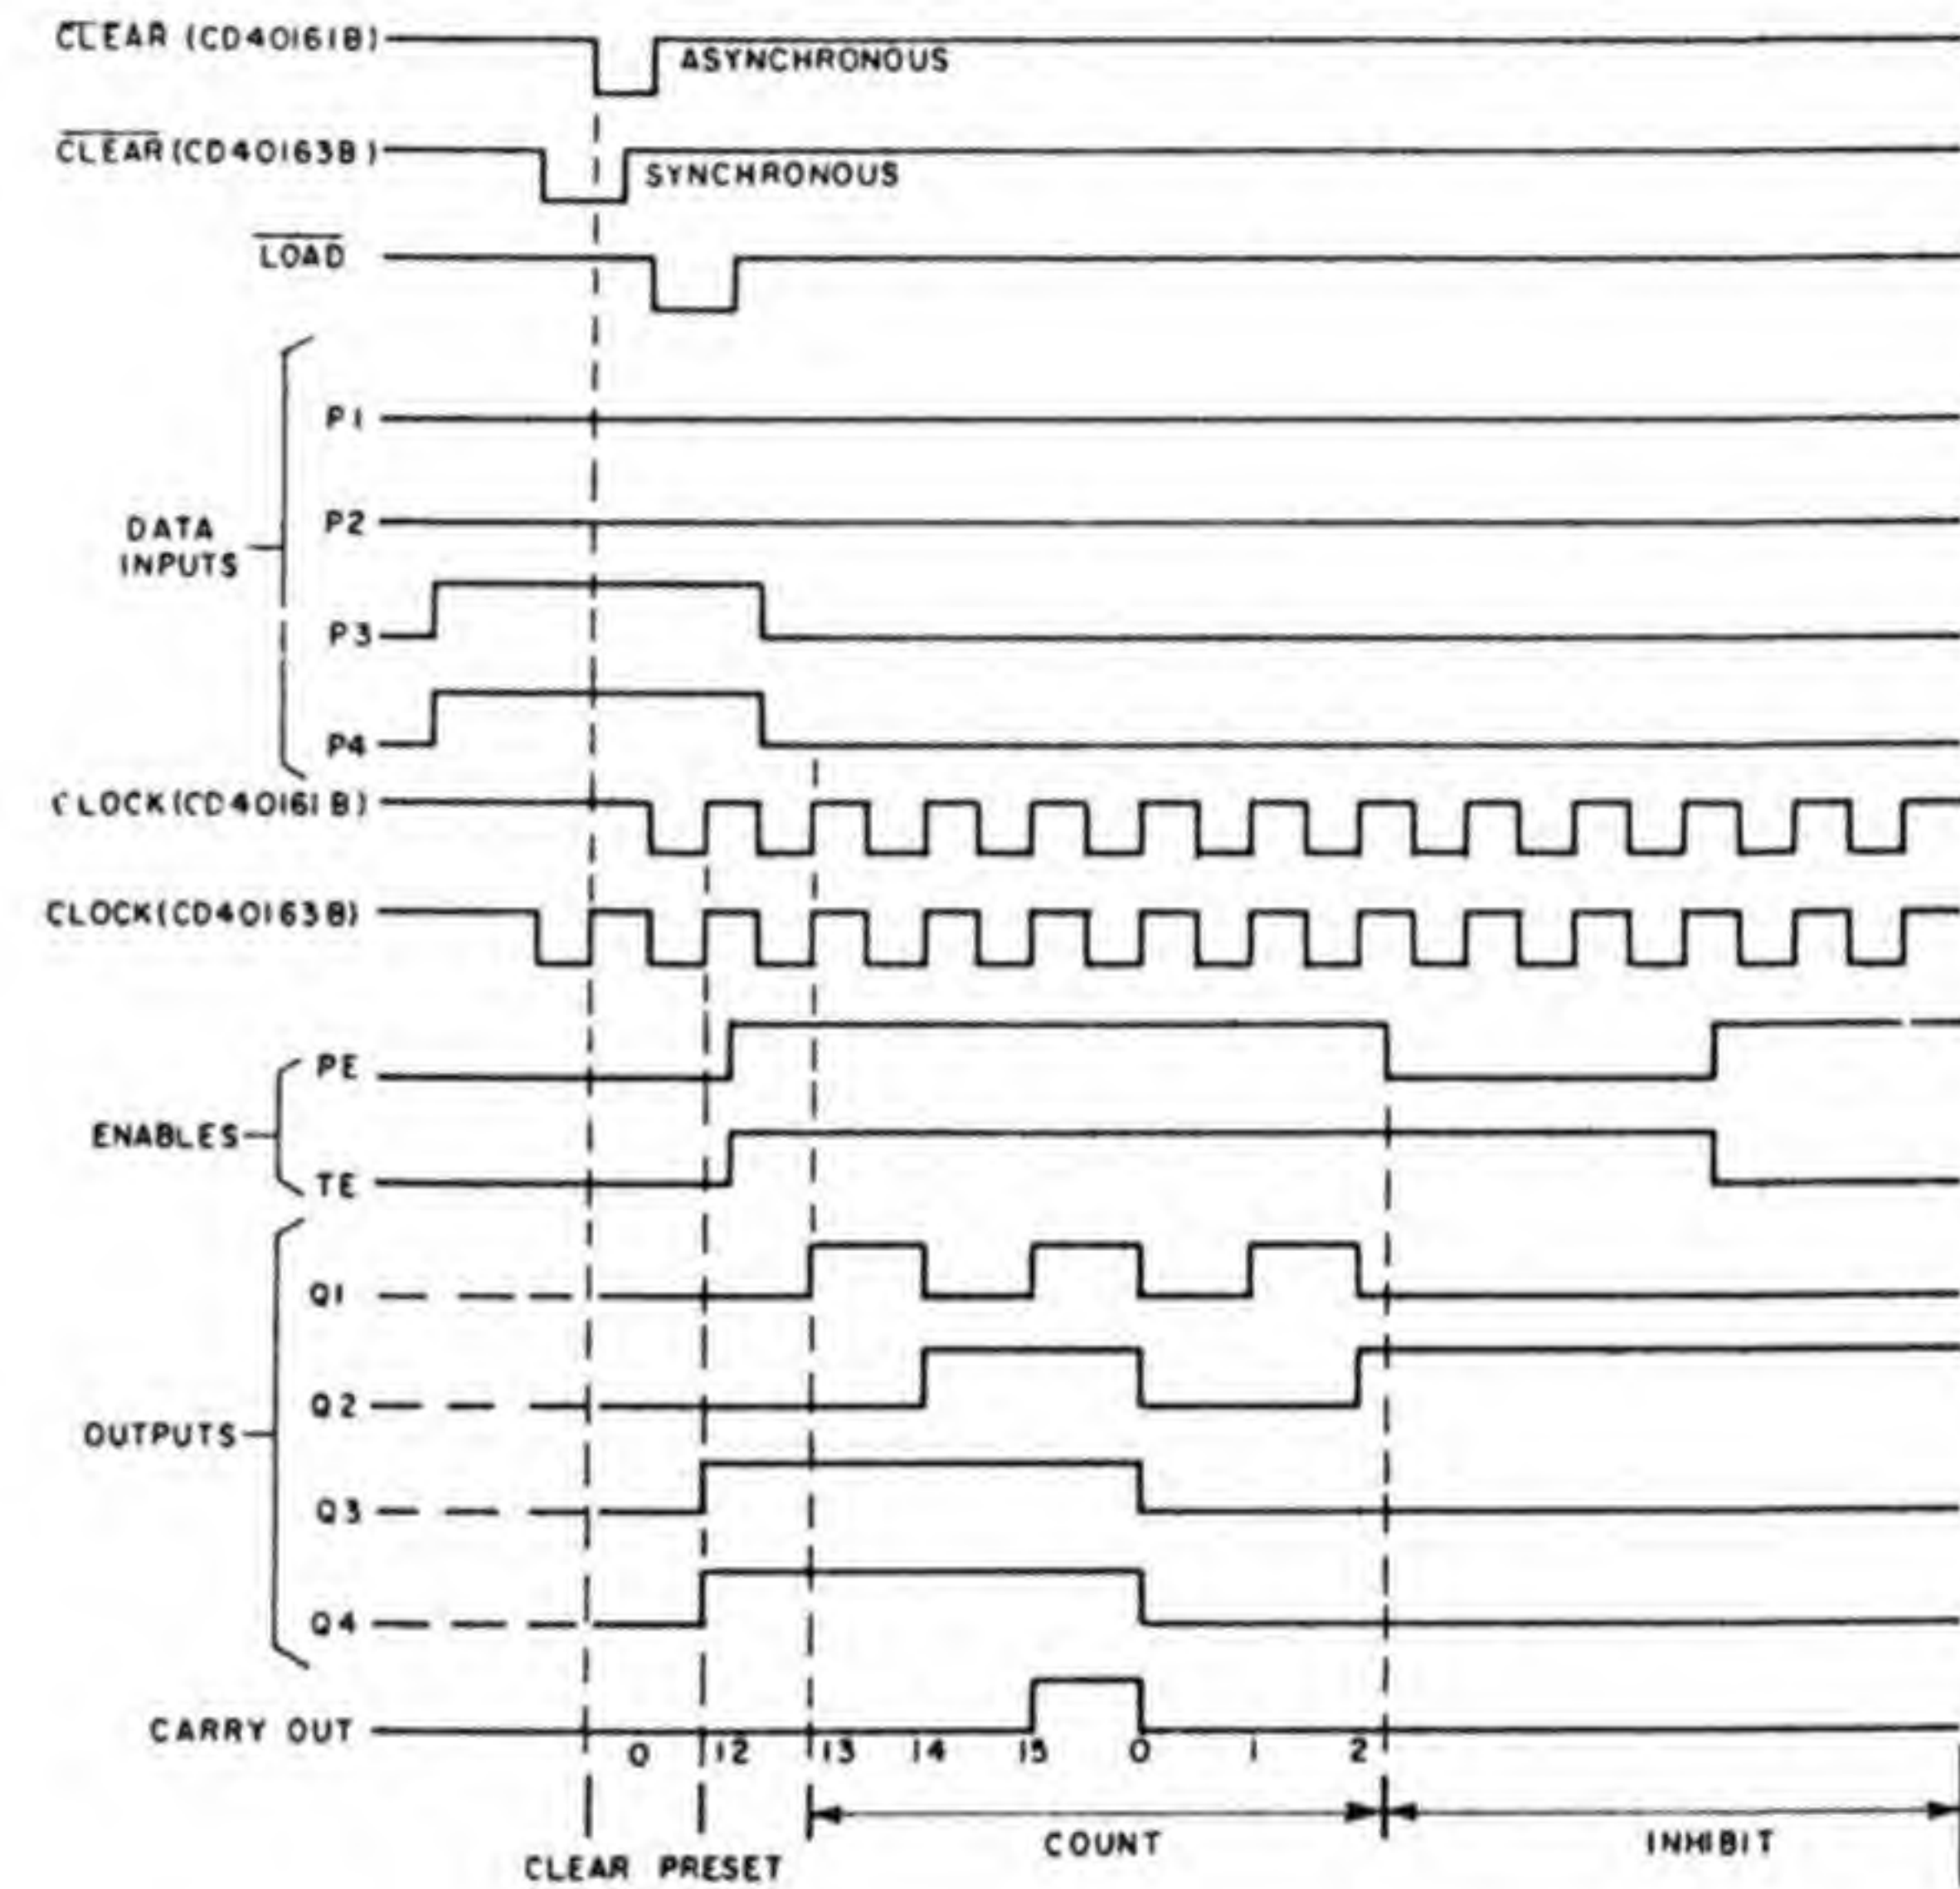 CLEAR (CD40161B)
ASYNCHRONOUS
CLEAR (CD40163B)
SYNCHRONOUS
LOAD
DATA
INPUTS
P1
P2
P3
P4
CLOCK (CD40161B)
CLOCK (CD40163B)
ENABLES
PE
TE
OUTPUTS
Q1
Q2
Q3
Q4
CARRY OUT
0 12 13 14 15 0 1 2
COUNT
INHIBIT
CLEAR PRESET